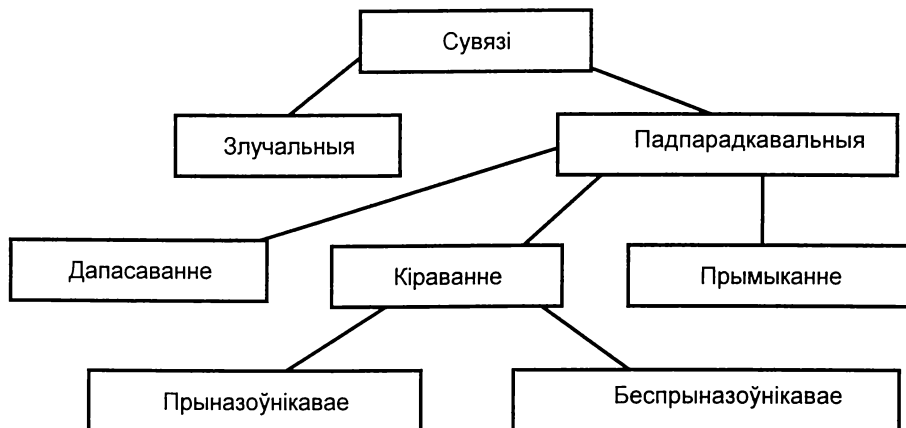 Сувязі
Злучальныя
Падпарадкавальныя
Дапасаванне
Кіраванне
Прымыканне
Прыназоўнікавае
Беспрыназоўнікавае